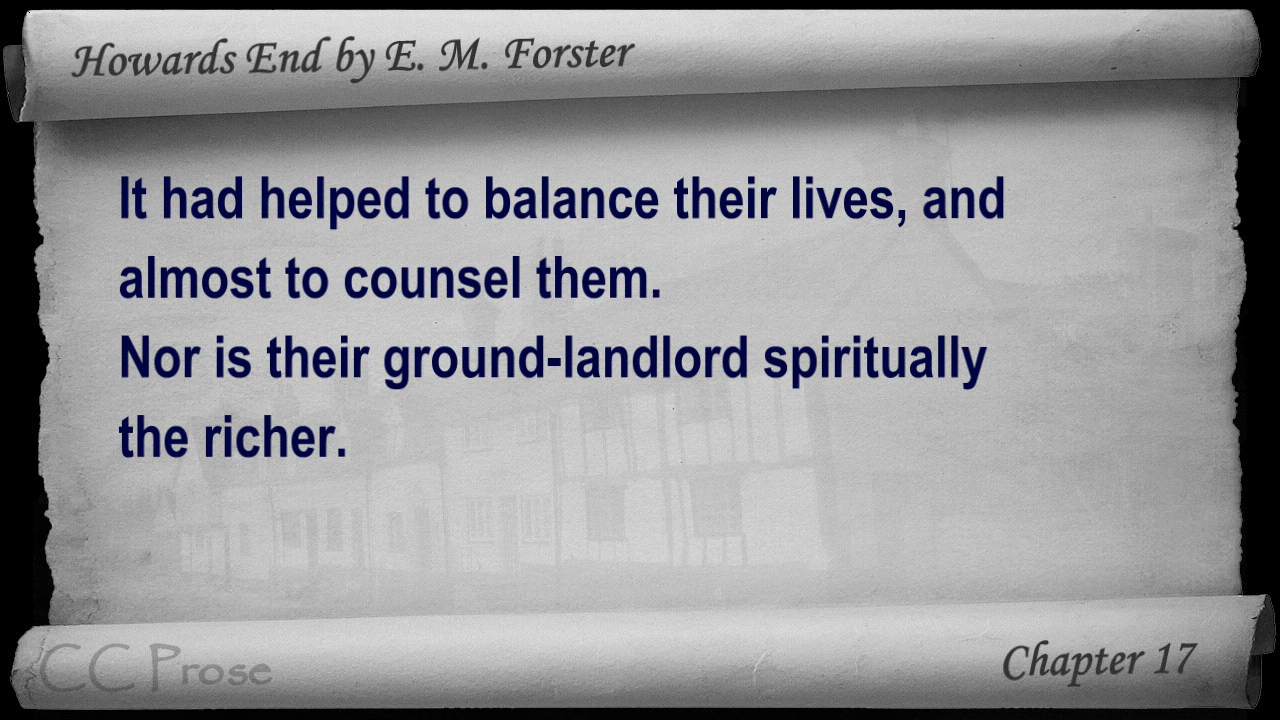 Howards End by E. M. Forster
It had helped to balance their lives, and
almost to counsel them.
Nor is their ground-landlord spiritually
the richer.
CC Prose
Chapter 17